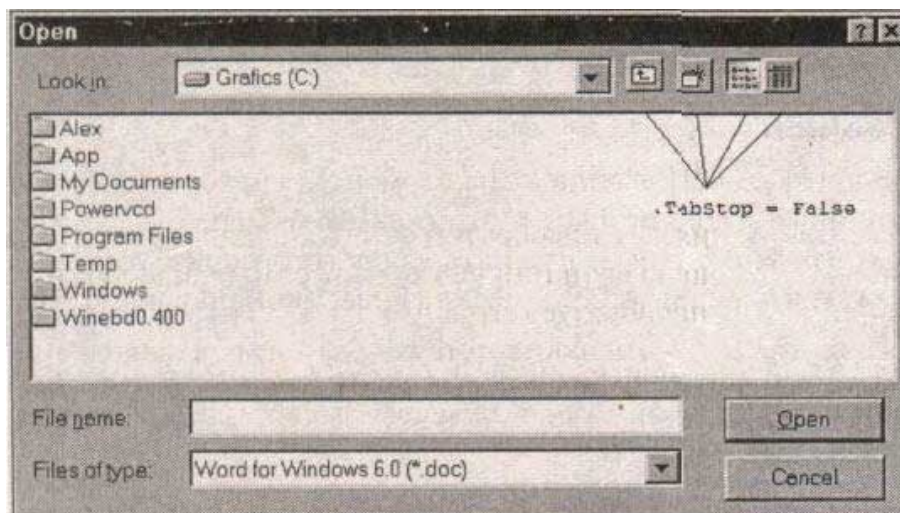 Open
Look in:
Grafics (C:)
Alex
App
My Documents
Powervcd
Program Files
Temp
Windows
Winebd0.400
.TabStop = False
File name:
Open
Files of type:
Word for Windows 6.0 (*.doc)
Cancel